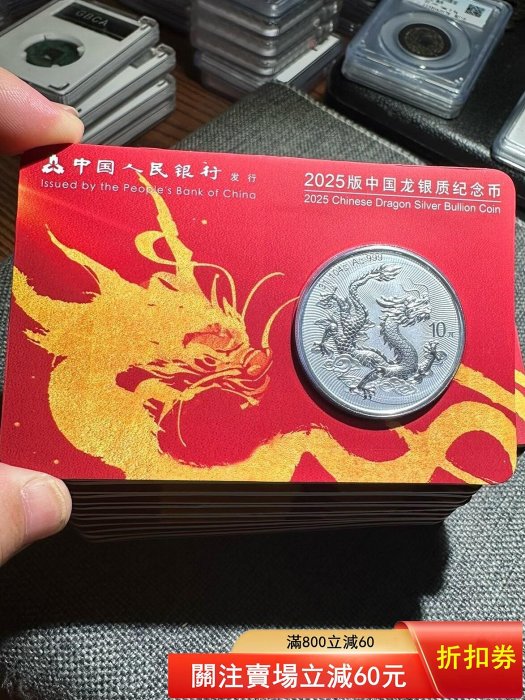 GBCA
中国人民银行 发行
Issued by the People's Bank of China
2025版中国龙银质纪念币
2025 Chinese Dragon Silver Bullion Coin
Ag 999
10元
滿800立減60
關注賣場立減60元
折扣券